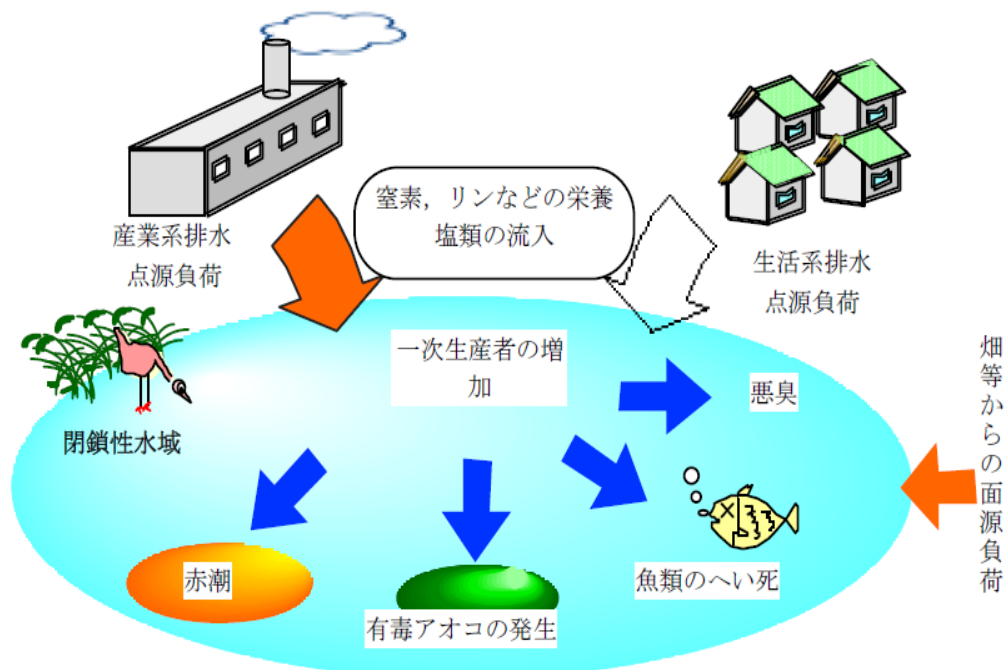 窒素，リンなどの栄養
塩類の流入
産業系排水
点源負荷
生活系排水
点源負荷
一次生産者の増
加
悪臭
閉鎖性水域
畑等からの面源負荷
赤潮
有毒アオコの発生
魚類のへい死